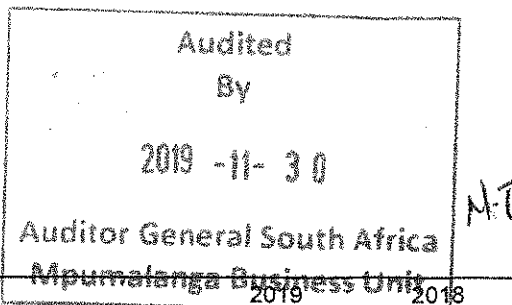 Audited
By
2019 -11- 30
Auditor General South Africa
Mpumalanga Business Unit
2019 2018